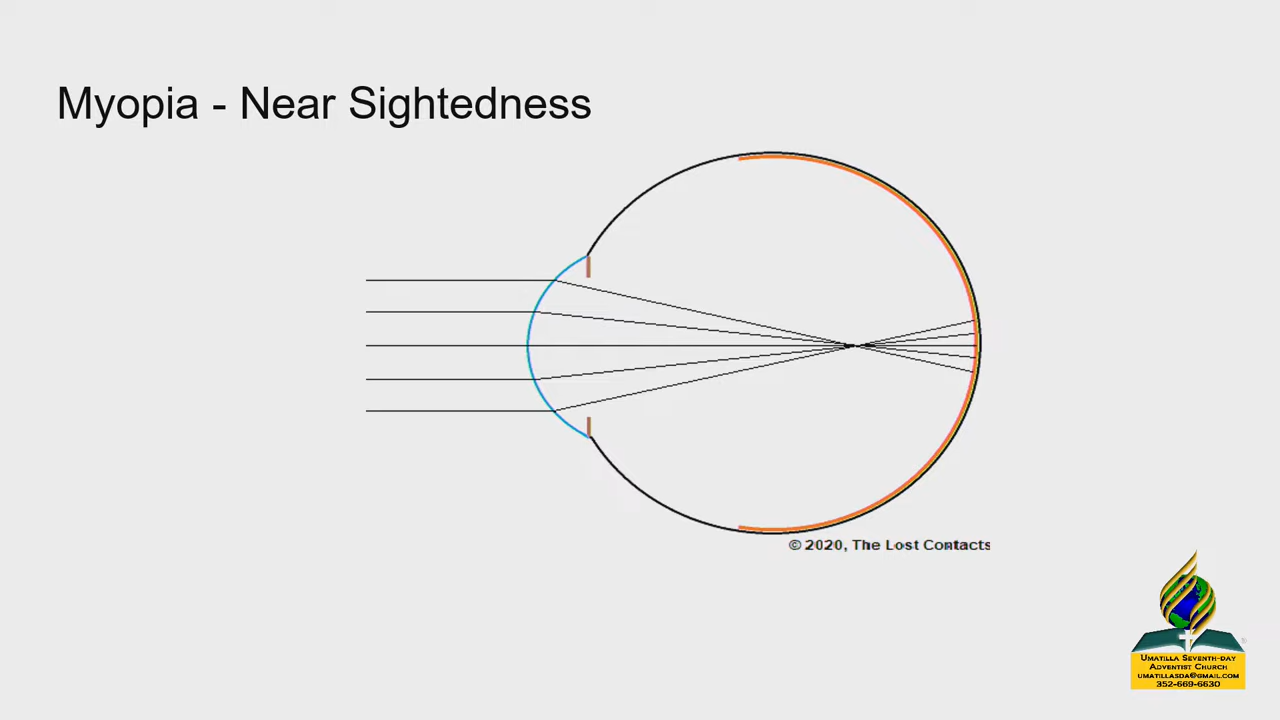 Myopia - Near Sightedness
© 2020, The Lost Contacts
Umatilla Seventh-day
Adventist Church
umatillasda@gmail.com
352-669-6630